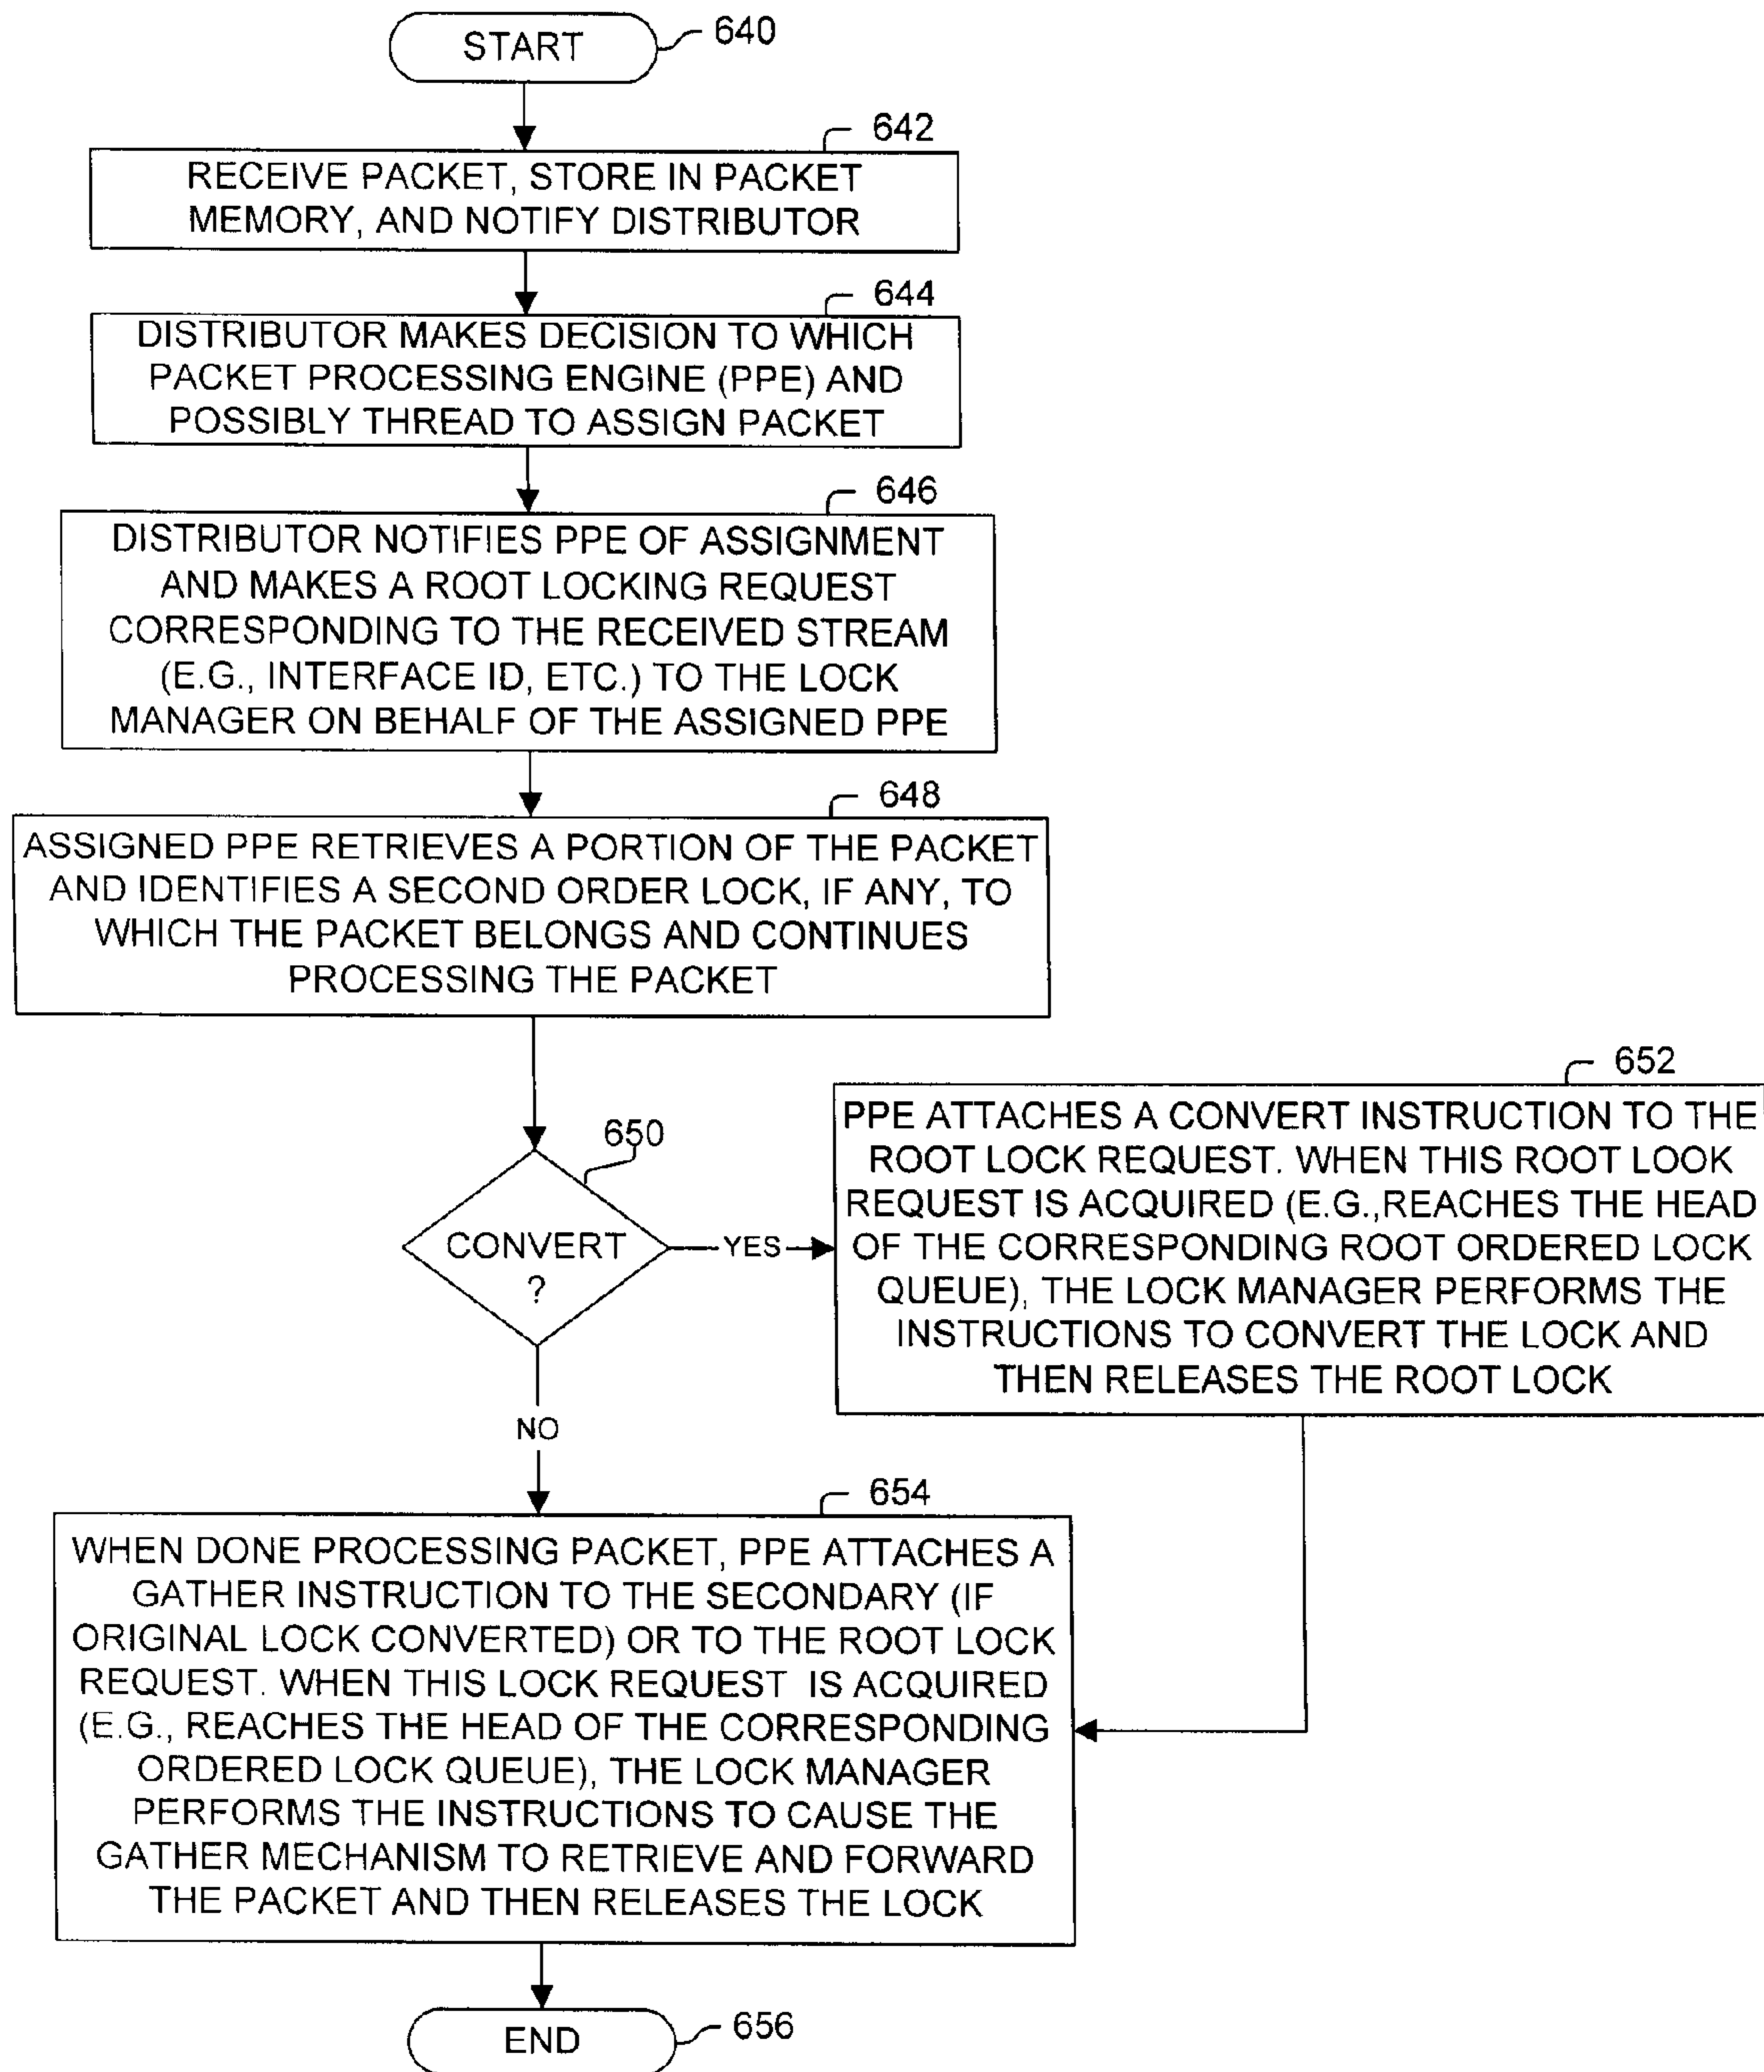 START
640
642
RECEIVE PACKET, STORE IN PACKET
MEMORY, AND NOTIFY DISTRIBUTOR
644
DISTRIBUTOR MAKES DECISION TO WHICH
PACKET PROCESSING ENGINE (PPE) AND
POSSIBLY THREAD TO ASSIGN PACKET
646
DISTRIBUTOR NOTIFIES PPE OF ASSIGNMENT
AND MAKES A ROOT LOCKING REQUEST
CORRESPONDING TO THE RECEIVED STREAM
(E.G., INTERFACE ID, ETC.) TO THE LOCK
MANAGER ON BEHALF OF THE ASSIGNED PPE
648
ASSIGNED PPE RETRIEVES A PORTION OF THE PACKET
AND IDENTIFIES A SECOND ORDER LOCK, IF ANY, TO
WHICH THE PACKET BELONGS AND CONTINUES
PROCESSING THE PACKET
650
CONVERT
?
YES
652
PPE ATTACHES A CONVERT INSTRUCTION TO THE
ROOT LOCK REQUEST. WHEN THIS ROOT LOOK
REQUEST IS ACQUIRED (E.G.,REACHES THE HEAD
OF THE CORRESPONDING ROOT ORDERED LOCK
QUEUE), THE LOCK MANAGER PERFORMS THE
INSTRUCTIONS TO CONVERT THE LOCK AND
THEN RELEASES THE ROOT LOCK
NO
654
WHEN DONE PROCESSING PACKET, PPE ATTACHES A
GATHER INSTRUCTION TO THE SECONDARY (IF
ORIGINAL LOCK CONVERTED) OR TO THE ROOT LOCK
REQUEST. WHEN THIS LOCK REQUEST IS ACQUIRED
(E.G., REACHES THE HEAD OF THE CORRESPONDING
ORDERED LOCK QUEUE), THE LOCK MANAGER
PERFORMS THE INSTRUCTIONS TO CAUSE THE
GATHER MECHANISM TO RETRIEVE AND FORWARD
THE PACKET AND THEN RELEASES THE LOCK
END
656